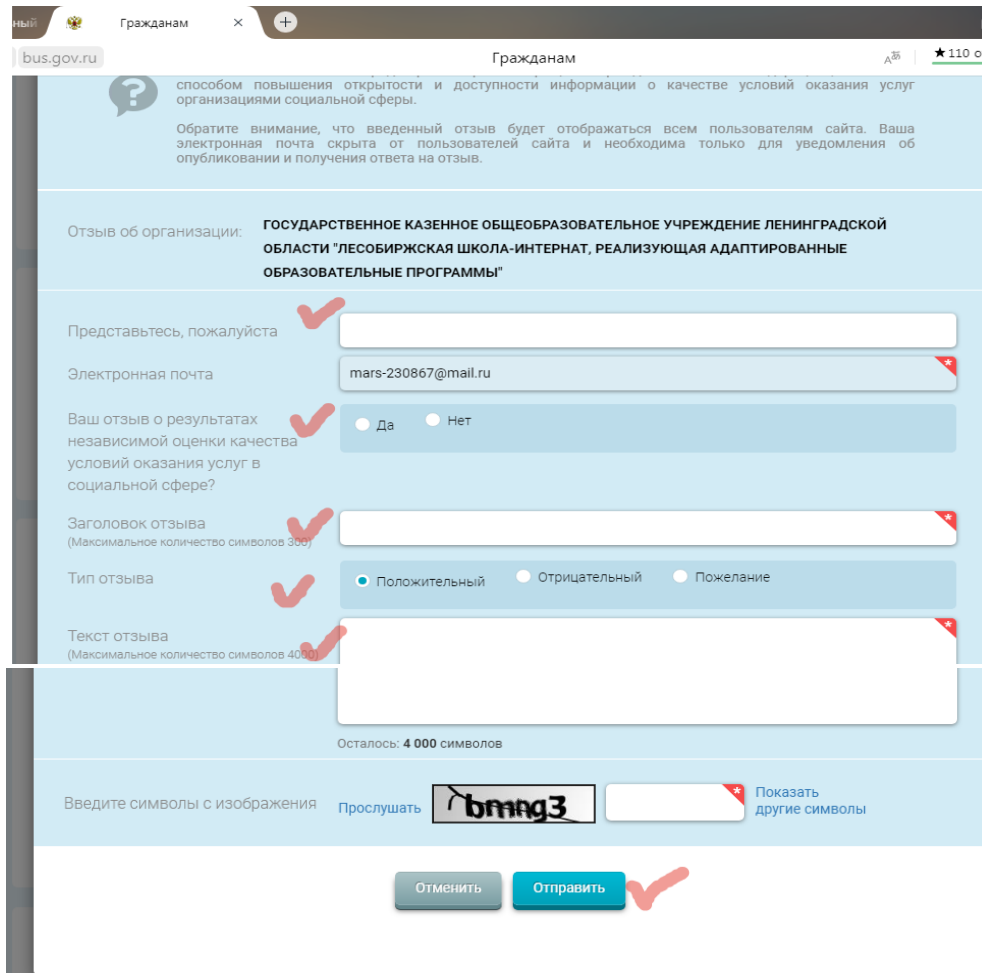 ный
Гражданам
bus.gov.ru
Гражданам
★ 110 о
способом повышения открытости и доступности информации о качестве условий оказания услуг
организациями социальной сферы.
Обратите внимание, что введенный отзыв будет отображаться всем пользователям сайта. Ваша
электронная почта скрыта от пользователей сайта и необходима только для уведомления об
опубликовании и получения ответа на отзыв.
Отзыв об организации:
ГОСУДАРСТВЕННОЕ КАЗЕННОЕ ОБЩЕОБРАЗОВАТЕЛЬНОЕ УЧРЕЖДЕНИЕ ЛЕНИНГРАДСКОЙ
ОБЛАСТИ "ЛЕСОБИРЖСКАЯ ШКОЛА-ИНТЕРНАТ, РЕАЛИЗУЮЩАЯ АДАПТИРОВАННЫЕ
ОБРАЗОВАТЕЛЬНЫЕ ПРОГРАММЫ"
Представьтесь, пожалуйста
Электронная почта
mars-230867@mail.ru
Ваш отзыв о результатах
независимой оценки качества
условий оказания услуг в
социальной сфере?
Да
Нет
Заголовок отзыва
(Максимальное количество символов 300)
Тип отзыва
Положительный
Отрицательный
Пожелание
Текст отзыва
(Максимальное количество символов 4000)
Осталось: 4 000 символов
Введите символы с изображения
Прослушать
bmng3
Показать
другие символы
Отменить
Отправить